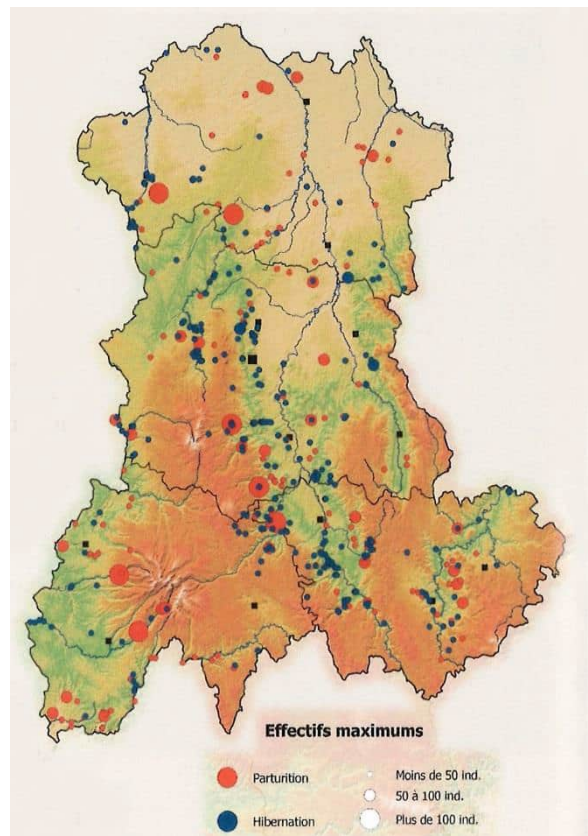 Effectifs maximums
Parturition
Hibernation
Moins de 50 ind.
50 à 100 ind.
Plus de 100 ind.